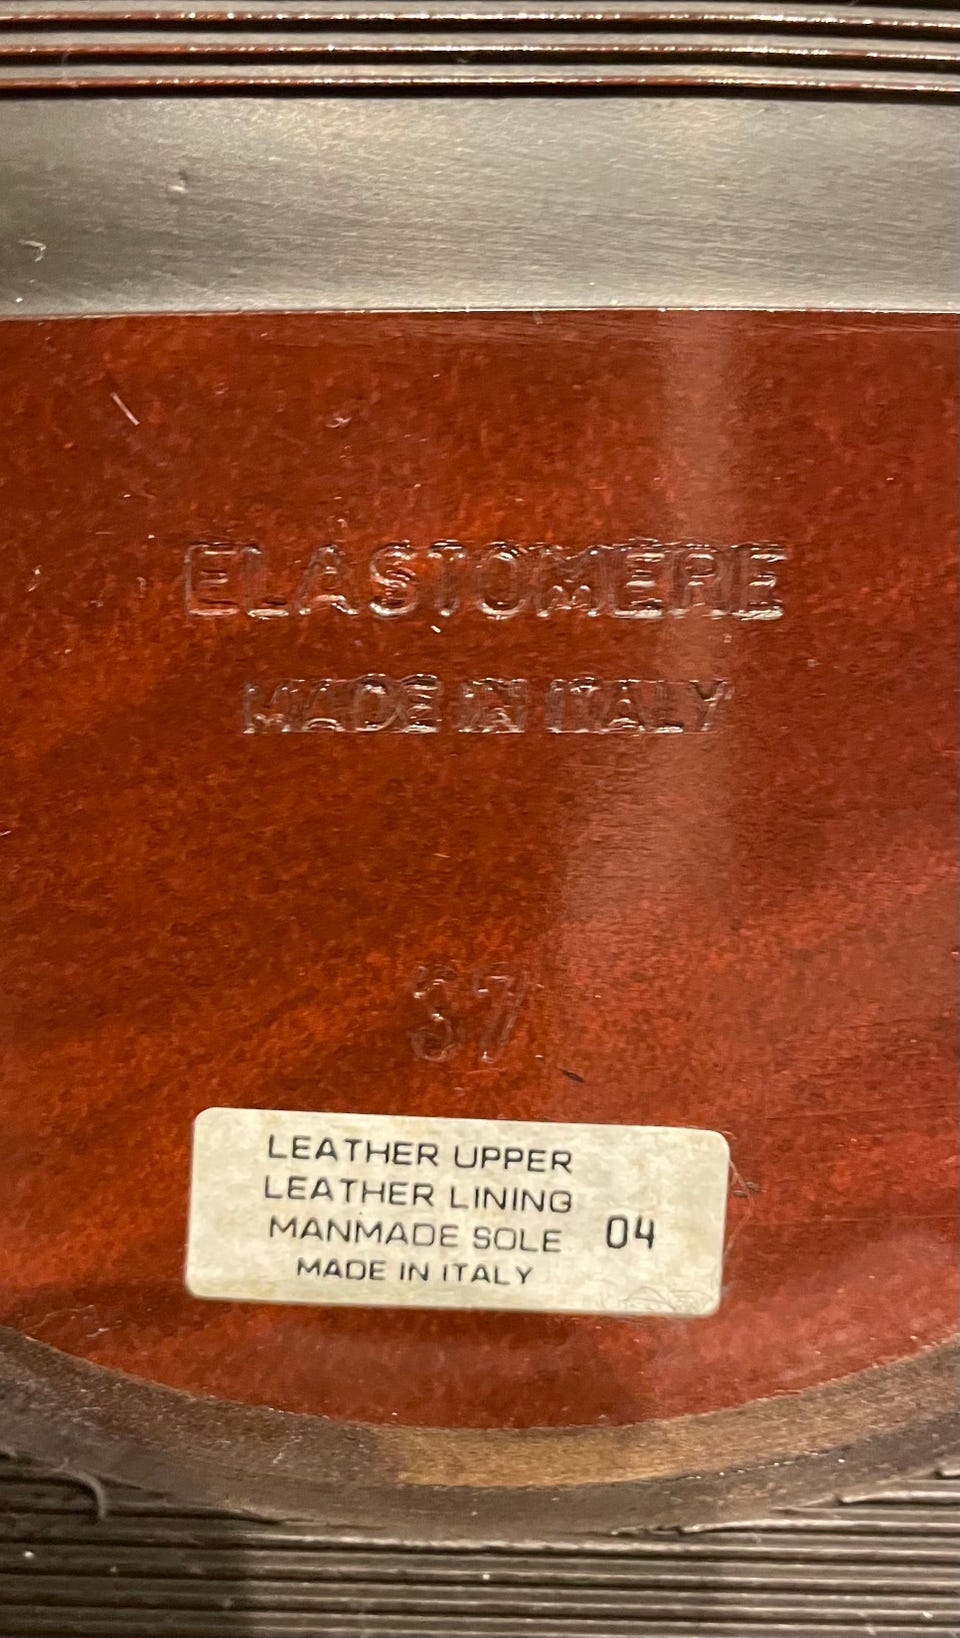 ELASTOMERE
MADE IN ITALY
37
LEATHER UPPER
LEATHER LINING
MANMADE SOLE 04
MADE IN ITALY